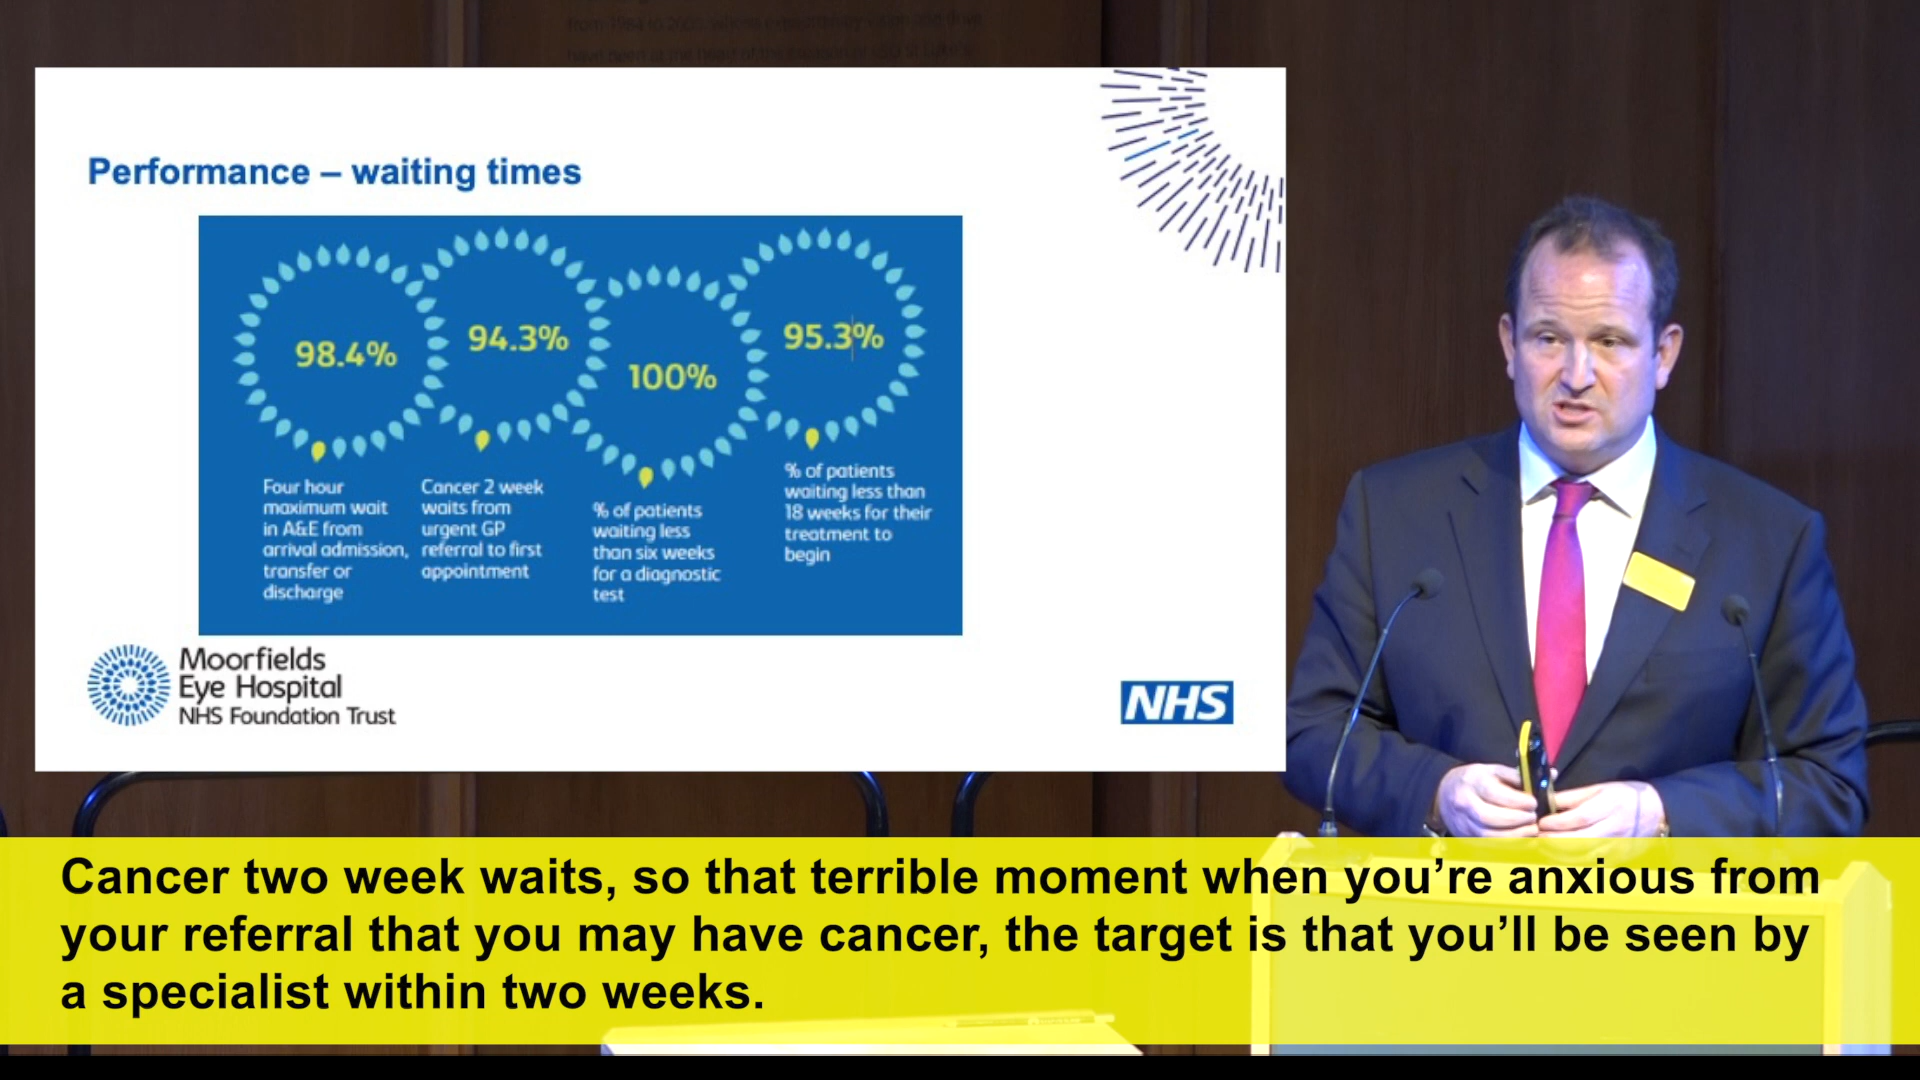 Performance – waiting times
98.4%
94.3%
100%
95.3%
Four hour
maximum wait
in A&E from
arrival admission,
transfer or
discharge
Cancer 2 week
waits from
urgent GP
referral to first
appointment
% of patients
waiting less
than six weeks
for a diagnostic
test
% of patients
waiting less than
18 weeks for their
treatment to
begin
Moorfields
Eye Hospital
NHS Foundation Trust
NHS
Cancer two week waits, so that terrible moment when you’re anxious from
your referral that you may have cancer, the target is that you’ll be seen by
a specialist within two weeks.